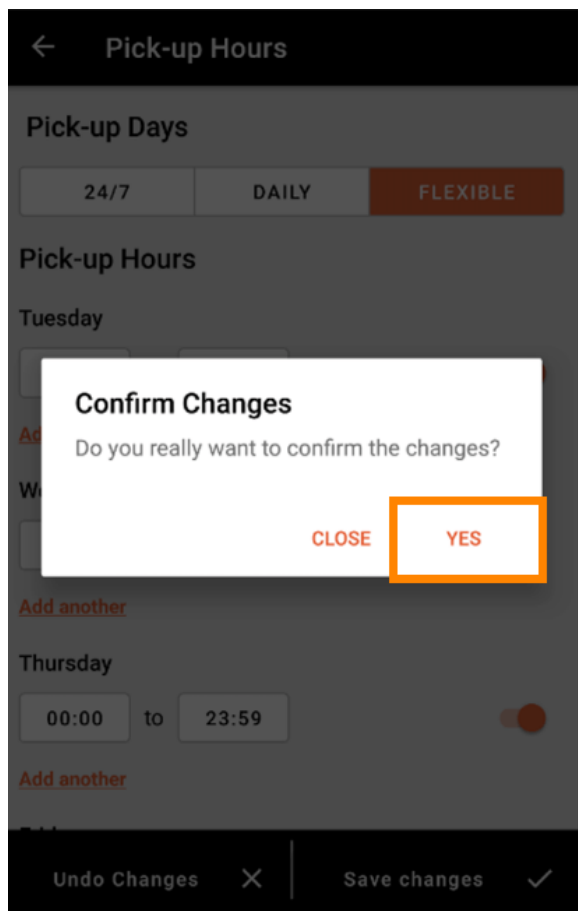 Pick-up Hours
Pick-up Days
24/7 DAILY FLEXIBLE
Pick-up Hours
Tuesday
Confirm Changes
Do you really want to confirm the changes?
CLOSE YES
Add another
Thursday
00:00 to 23:59
Add another
Undo Changes Save changes